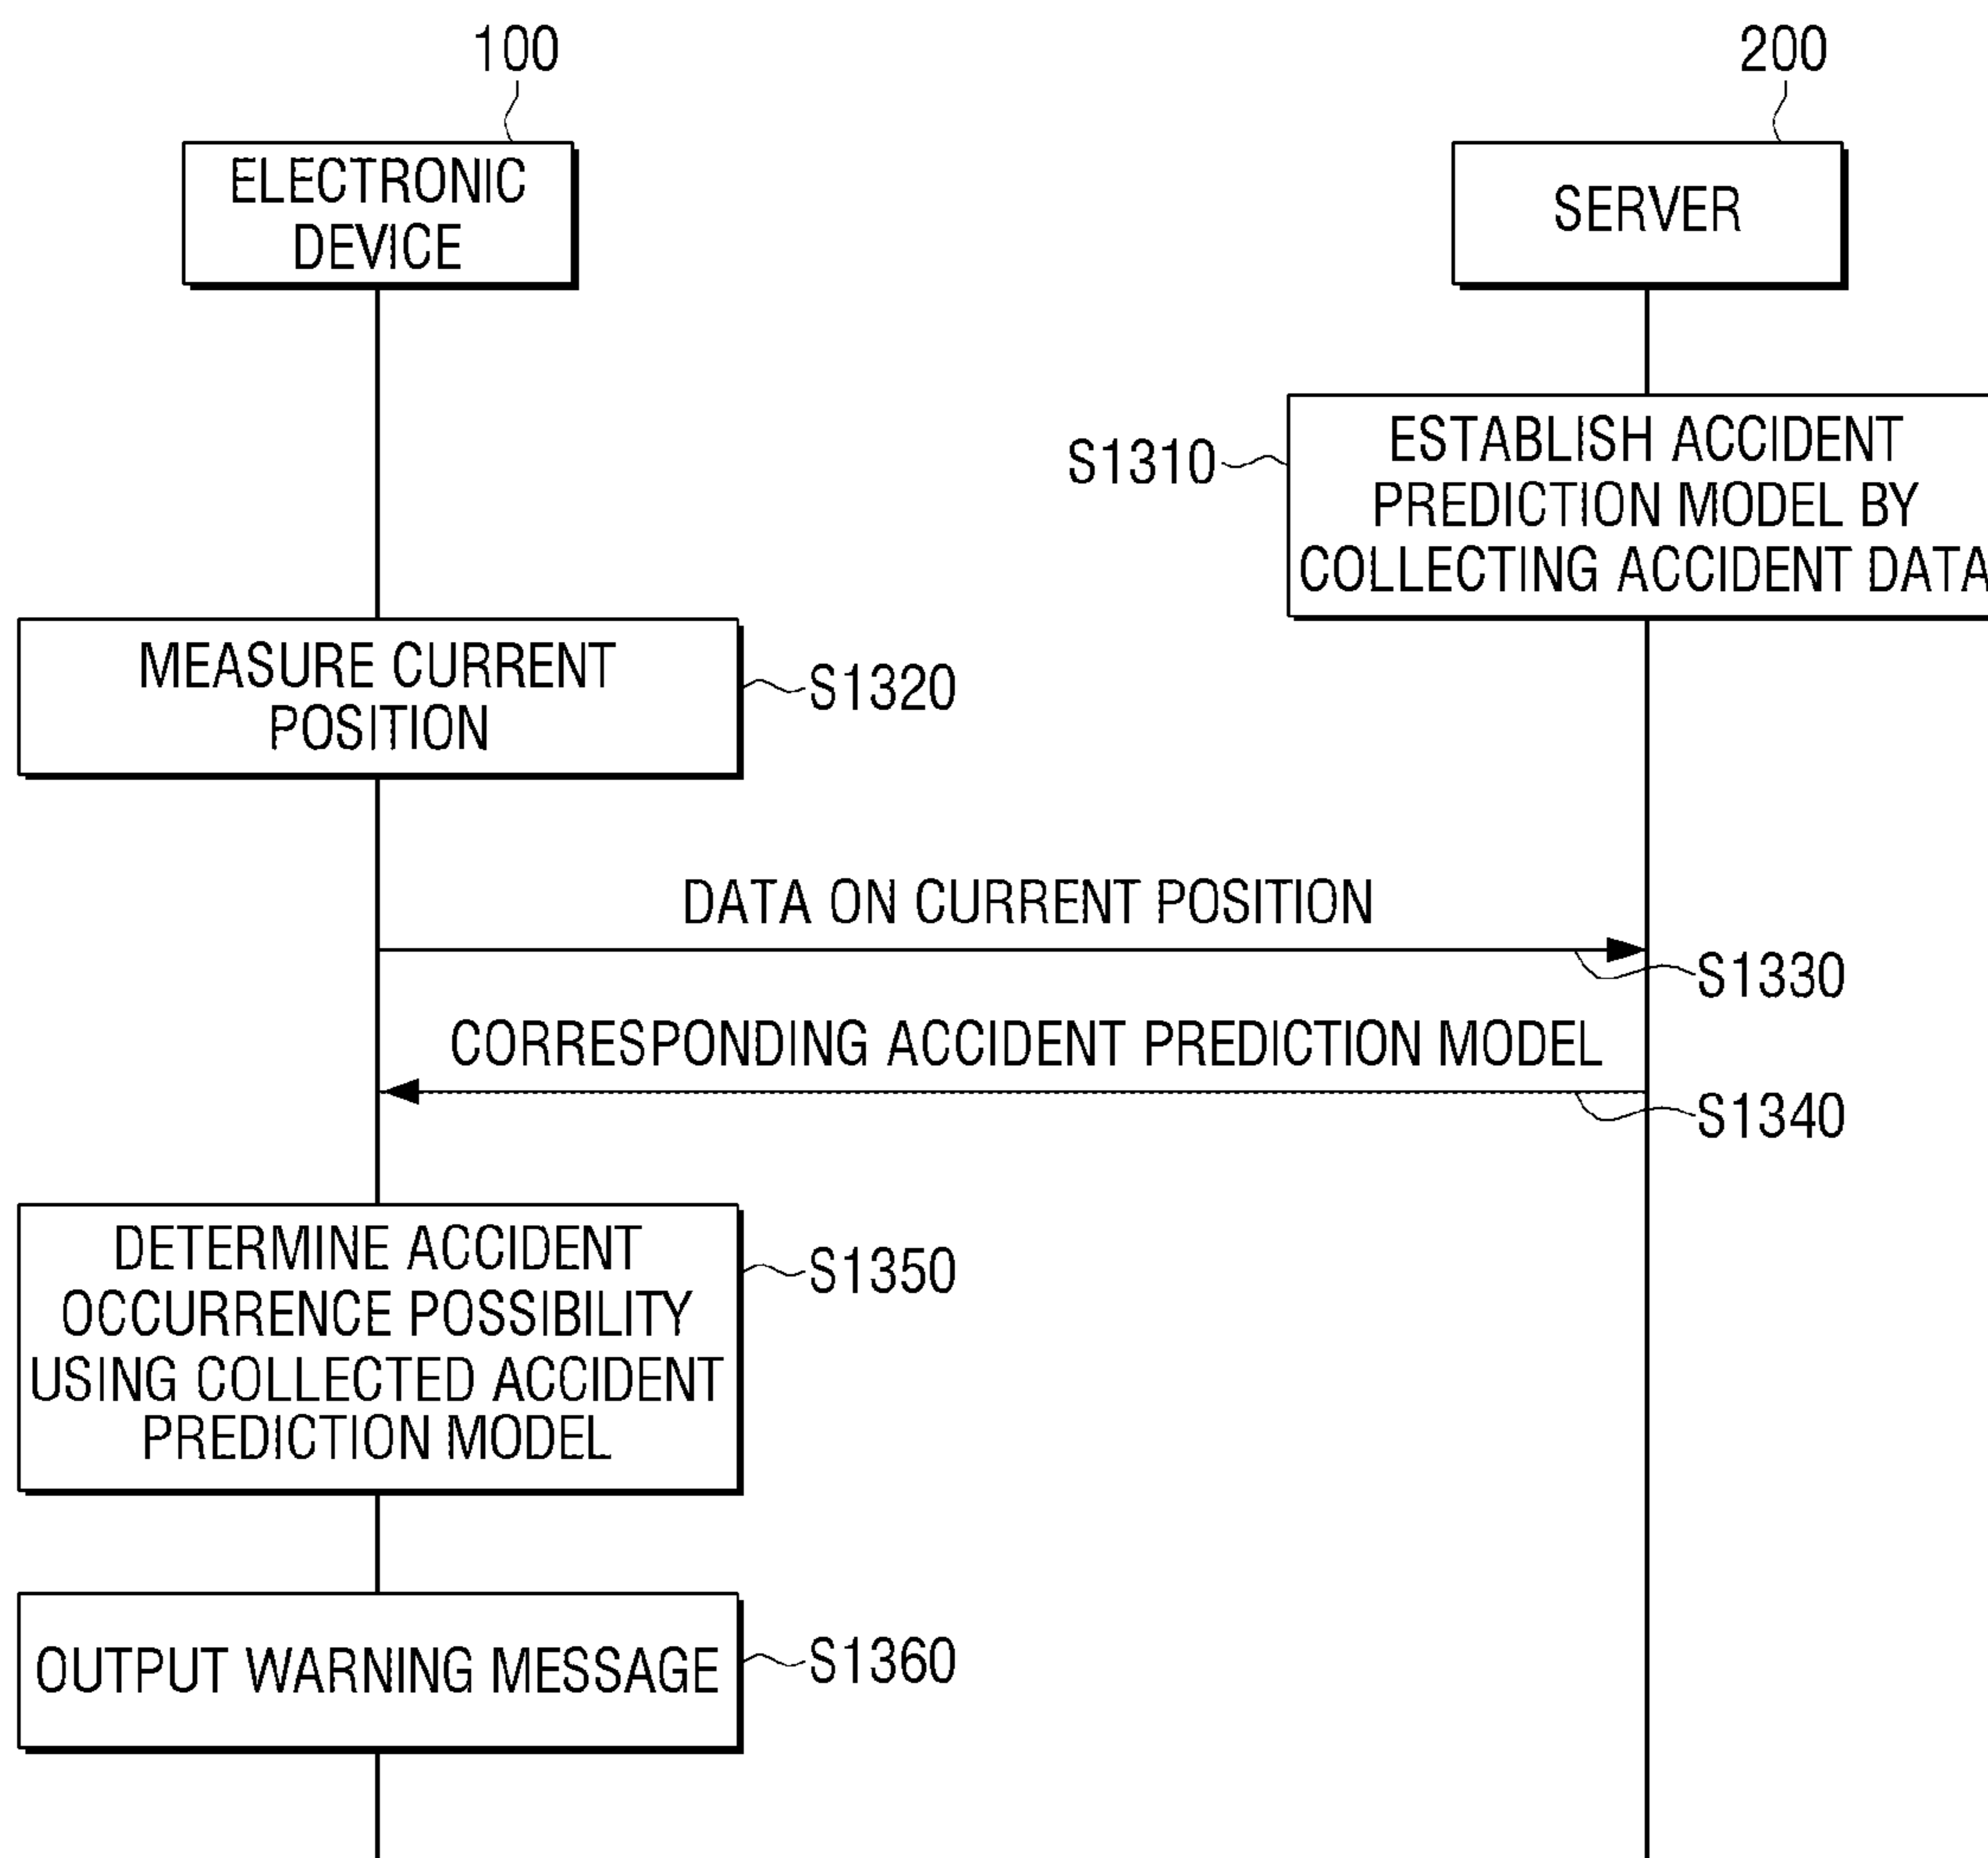 100
200
ELECTRONIC
DEVICE
SERVER
S1310
ESTABLISH ACCIDENT
PREDICTION MODEL BY
COLLECTING ACCIDENT DATA
MEASURE CURRENT
POSITION
S1320
DATA ON CURRENT POSITION
S1330
CORRESPONDING ACCIDENT PREDICTION MODEL
S1340
DETERMINE ACCIDENT
OCCURRENCE POSSIBILITY
USING COLLECTED ACCIDENT
PREDICTION MODEL
S1350
OUTPUT WARNING MESSAGE
S1360